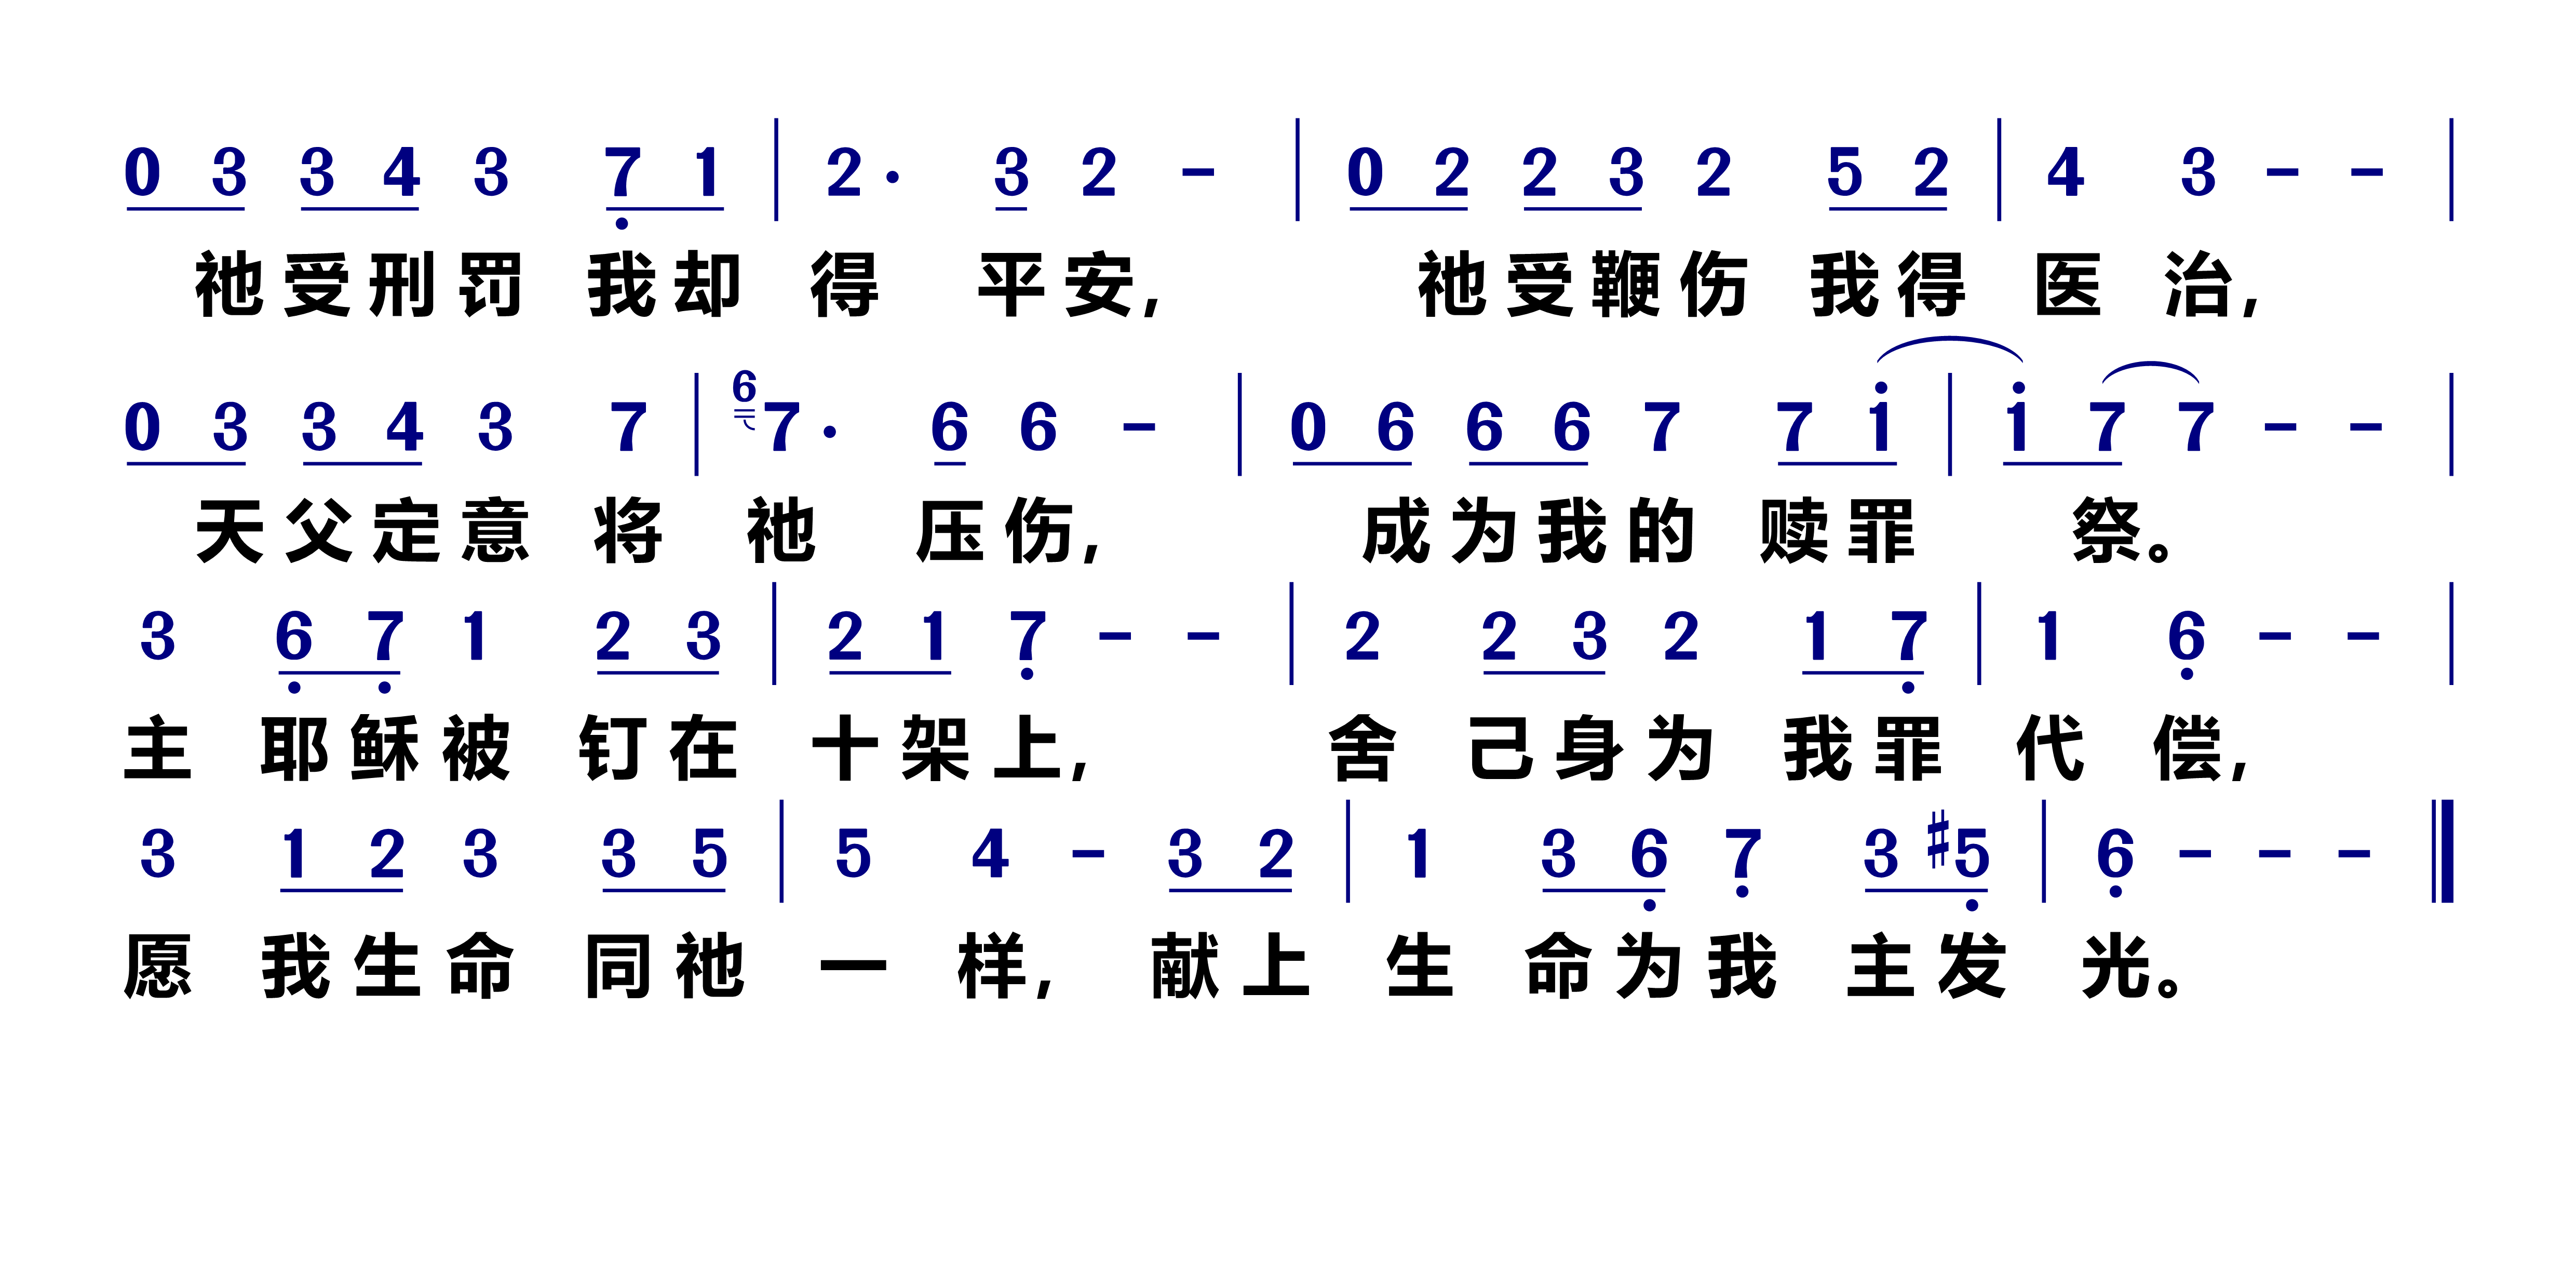 0 3 3 4 3 7̣ 1 | 2 · 3 2 – | 0 2 2 3 2 5 2 | 4 3 – – |
祂受刑罚 我却 得 平安, 祂受鞭伤 我得 医 治,
0 3 3 4 3 7 | 6 7 · 6 6 – | 0 6 6 6 7 7 1̇ | 1̇ 7 7 – – |
天父定意 将 祂 压伤, 成为我的 赎罪 祭。
3 6̣ 7̣ 1 2 3 | 2 1 7̣ – – | 2 2 3 2 1 7̣ | 1 6̣ – – |
主 耶稣被 钉在 十架上, 舍 己身为 我罪 代 偿,
3 1 2 3 3 5 | 5 4 – 3 2 | 1 3 6̣ 7̣ 3 #5̣ | 6̣ – – – ‖
愿 我生命 同祂 一 样, 献上 生 命为我 主发 光。